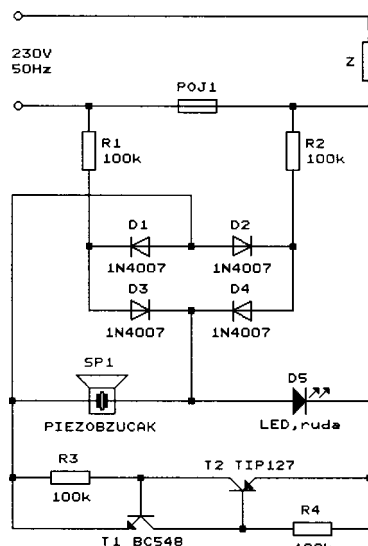 230V
50Hz
POJ1
Z
R1
100k
R2
100k
D1
D2
1N4007
1N4007
D3
D4
1N4007
1N4007
SP1
D5
PIEZOBZUCAK
LED,ruda
R3
100k
T2 TIP127
R4
T1 BC548